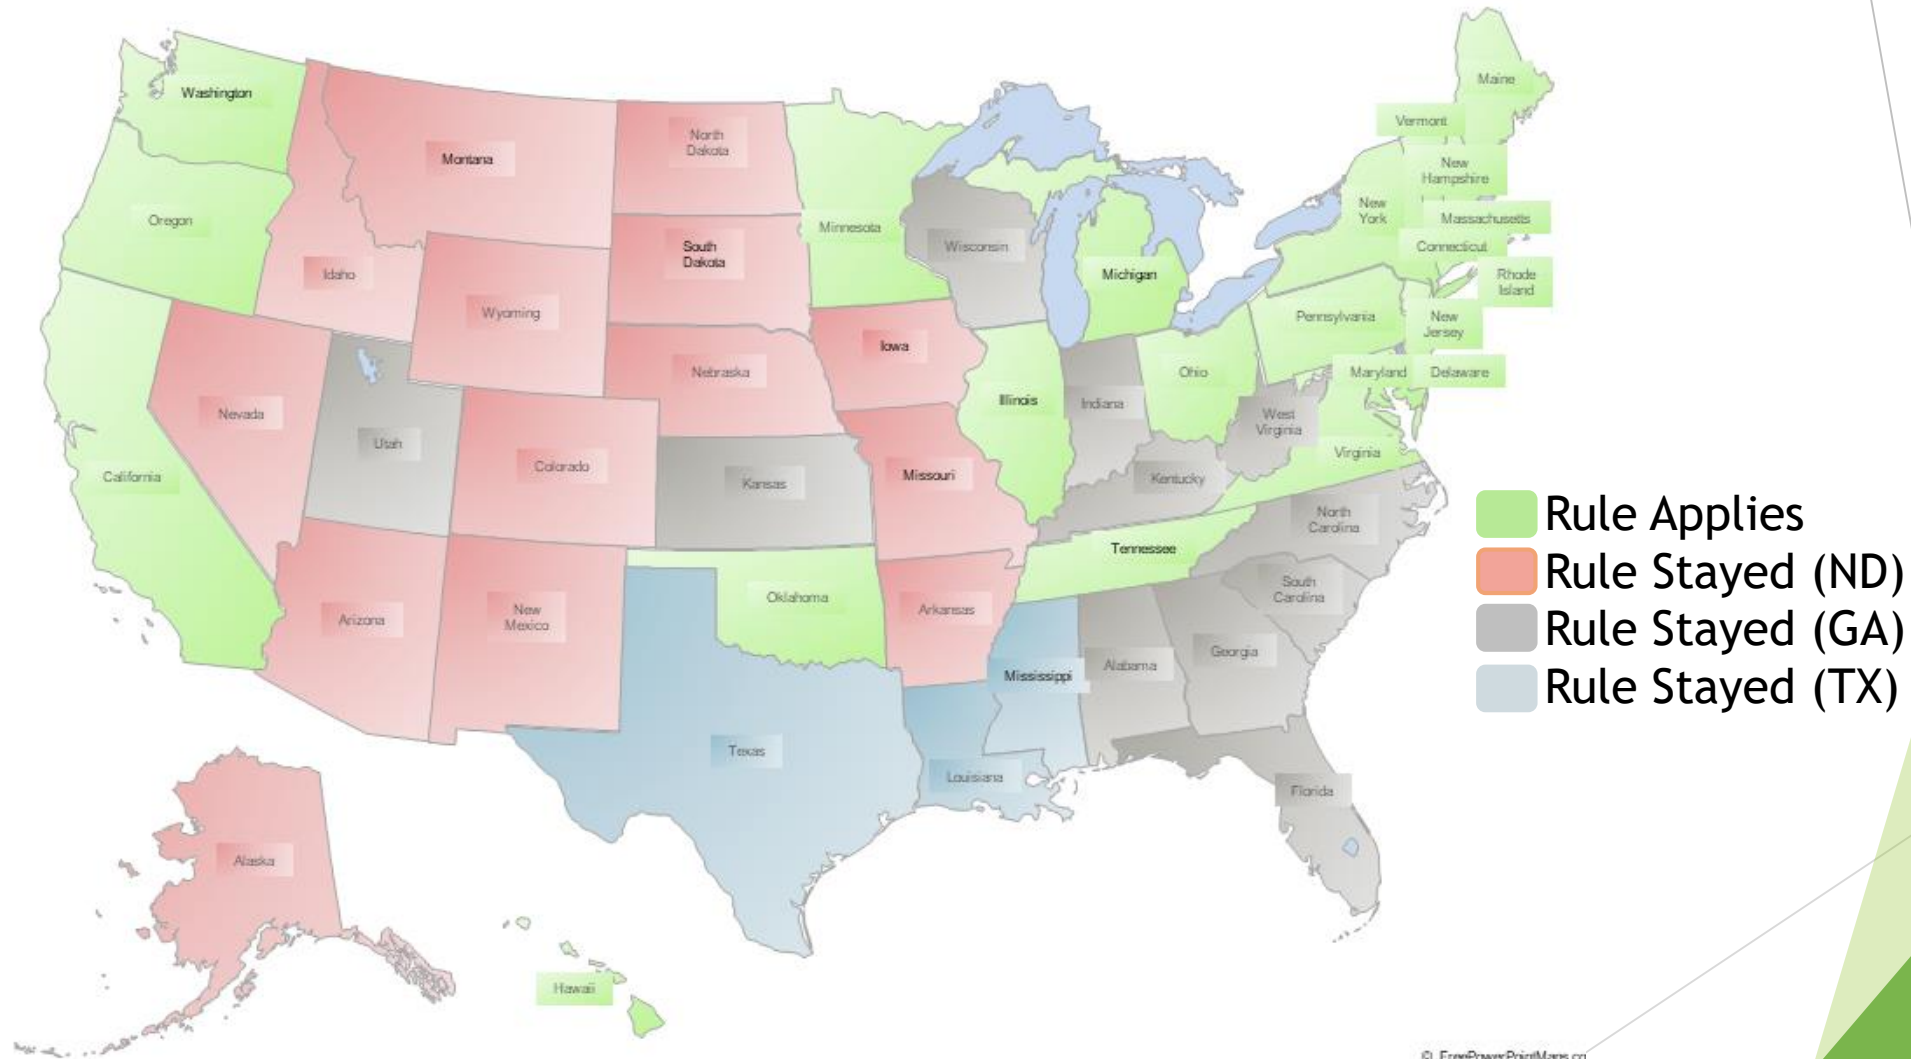 Washington
Montana
North
Dakota
Minnesota
Maine
Vermont
New
Hampshire
New
York
Massachusetts
Connecticut
Rhode
Island
Oregon
Idaho
Wyoming
South
Dakota
Wisconsin
Michigan
Pennsylvania
New
Jersey
Maryland
Delaware
Nevada
Utah
Colorado
Nebraska
Iowa
Illinois
Indiana
Ohio
West
Virginia
Virginia
California
Kansas
Missouri
Kentucky
North
Carolina
Tennessee
Arizona
New
Mexico
Oklahoma
Arkansas
South
Carolina
Texas
Louisiana
Mississippi
Alabama
Georgia
Florida
Alaska
Hawaii
Rule Applies
Rule Stayed (ND)
Rule Stayed (GA)
Rule Stayed (TX)
© FreePowerPointMaps.co